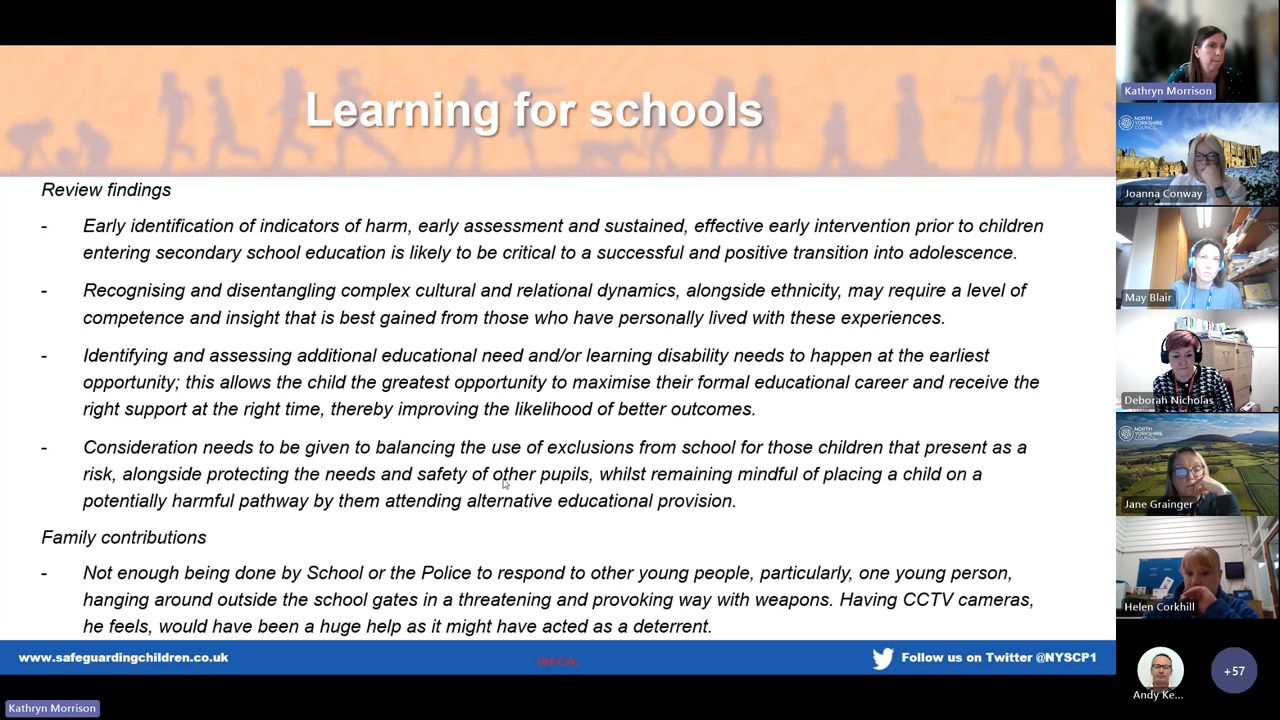 Learning for schools
Review findings
- Early identification of indicators of harm, early assessment and sustained, effective early intervention prior to children
entering secondary school education is likely to be critical to a successful and positive transition into adolescence.
- Recognising and disentangling complex cultural and relational dynamics, alongside ethnicity, may require a level of
competence and insight that is best gained from those who have personally lived with these experiences.
- Identifying and assessing additional educational need and/or learning disability needs to happen at the earliest
opportunity; this allows the child the greatest opportunity to maximise their formal educational career and receive the
right support at the right time, thereby improving the likelihood of better outcomes.
- Consideration needs to be given to balancing the use of exclusions from school for those children that present as a
risk, alongside protecting the needs and safety of other pupils, whilst remaining mindful of placing a child on a
potentially harmful pathway by them attending alternative educational provision.
Family contributions
- Not enough being done by School or the Police to respond to other young people, particularly, one young person,
hanging around outside the school gates in a threatening and provoking way with weapons. Having CCTV cameras,
he feels, would have been a huge help as it might have acted as a deterrent.
www.safeguardingchildren.co.uk
OFFICIAL
Follow us on Twitter @NYSCP1
Kathryn Morrison
Kathryn Morrison
NORTH
YORKSHIRE
COUNCIL
Joanna Conway
May Blair
Deborah Nicholas
NORTH
YORKSHIRE
COUNCIL
Jane Grainger
Helen Corkhill
Andy Ke...
+57